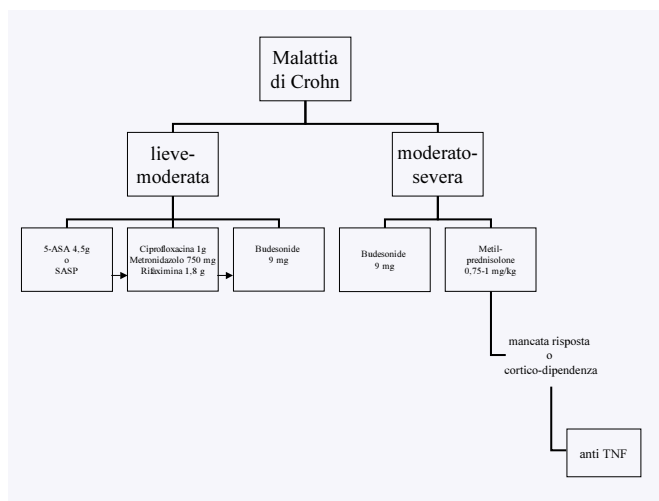 Malattia
di Crohn
lieve-
moderata
moderato-
severa
5-ASA 4,5g
o
SASP
Ciprofloxacina 1g
Metronidazolo 750 mg
Rifaximina 1,8 g
Budesonide
9 mg
Budesonide
9 mg
Metil-
prednisolone
0,75-1 mg/kg
mancata risposta
o
cortico-dipendenza
anti TNF